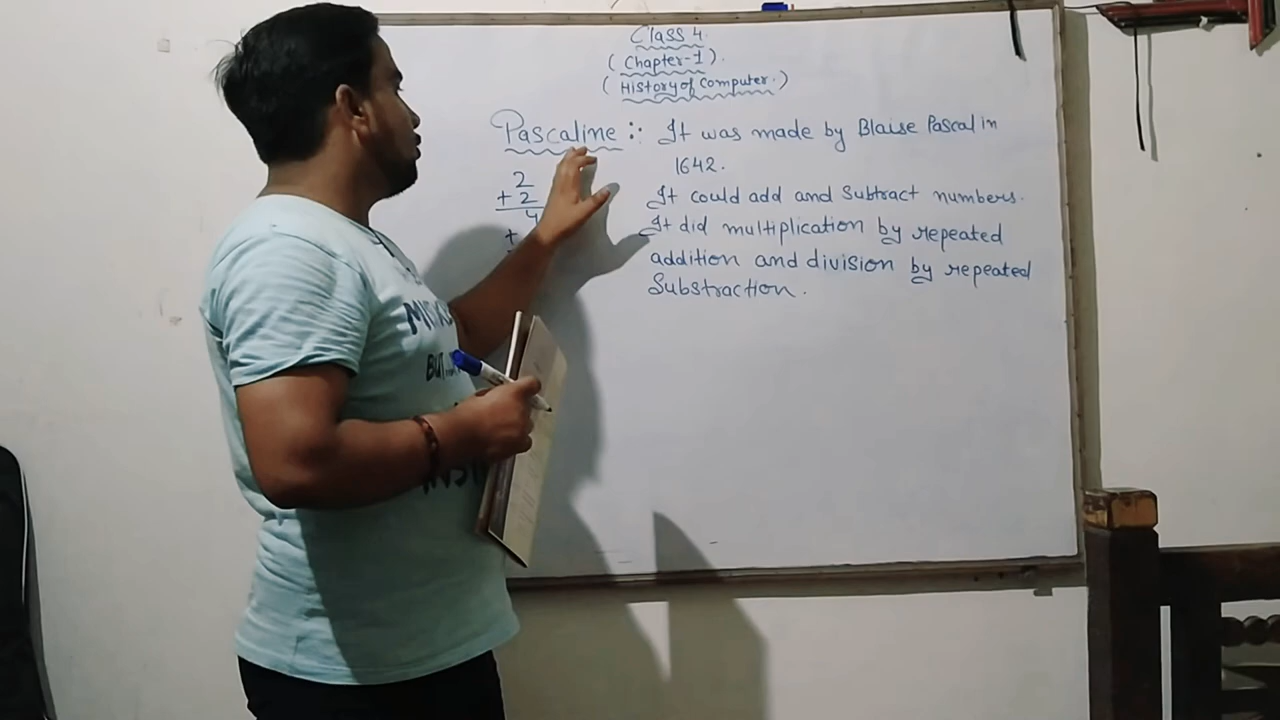 Class 4.
(Chapter-1).
(History of Computer.)
Pascaline :: It was made by Blaise Pascal in
1642.
2
+ 2
4
+
It could add and Subtract numbers.
It did multiplication by repeated
addition and division by repeated
Substraction.
BUT